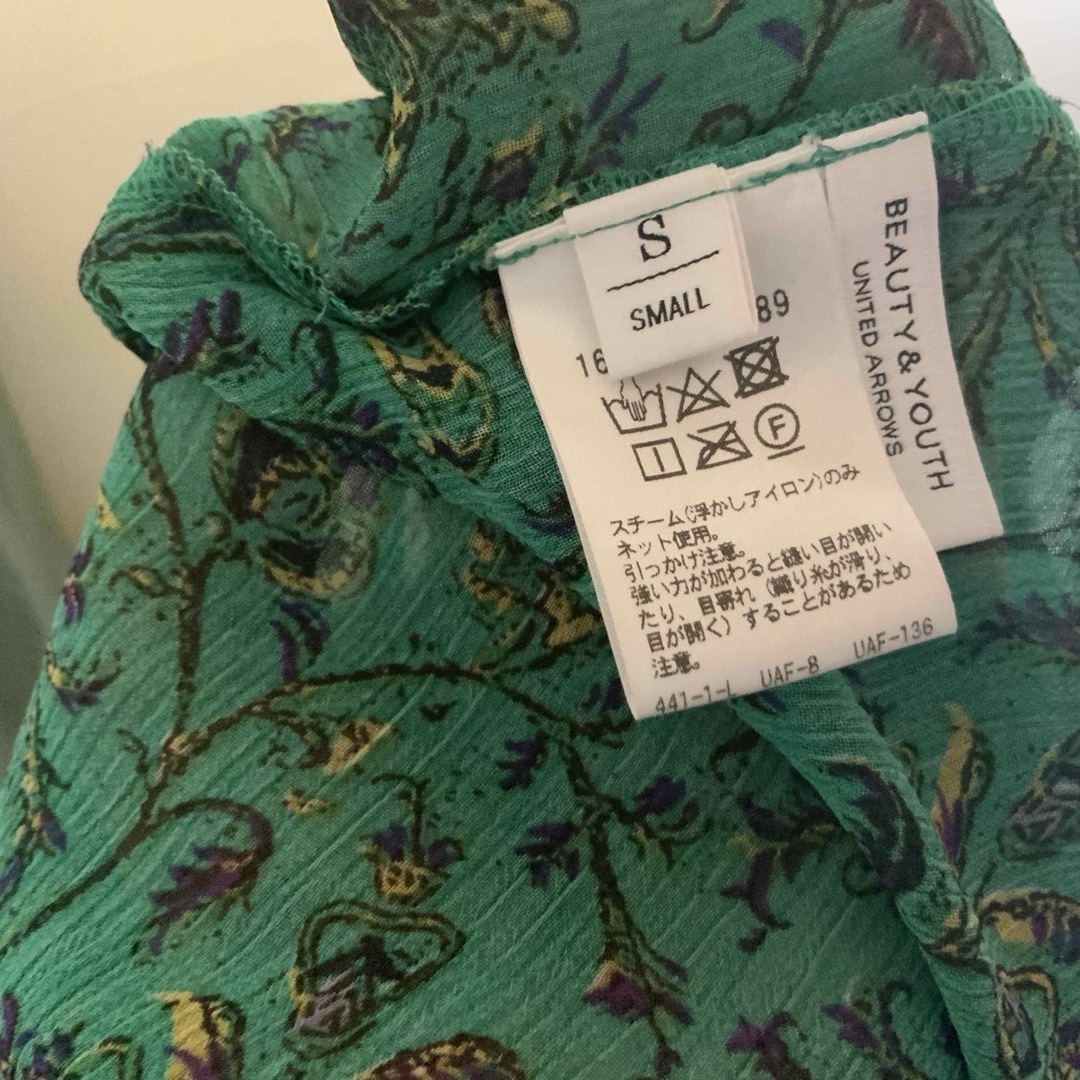 S
SMALL
16
89
F
スチーム(浮かしアイロン)のみ
ネット使用。
引っかけ注意。
強い力が加わると縫い目が開い
たり、目寄れ(織り糸が滑り、
目が開く)することがあるため
注意。
441-1-L UAF-8 UAF-136
BEAUTY & YOUTH
UNITED ARROWS